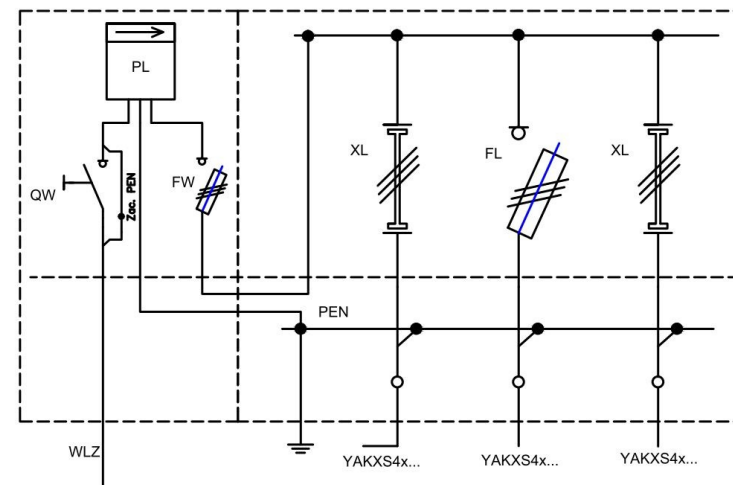 PL
QW
Zac. PEN
FW
XL
FL
XL
PEN
WLZ
YAKXS4x...
YAKXS4x...
YAKXS4x...